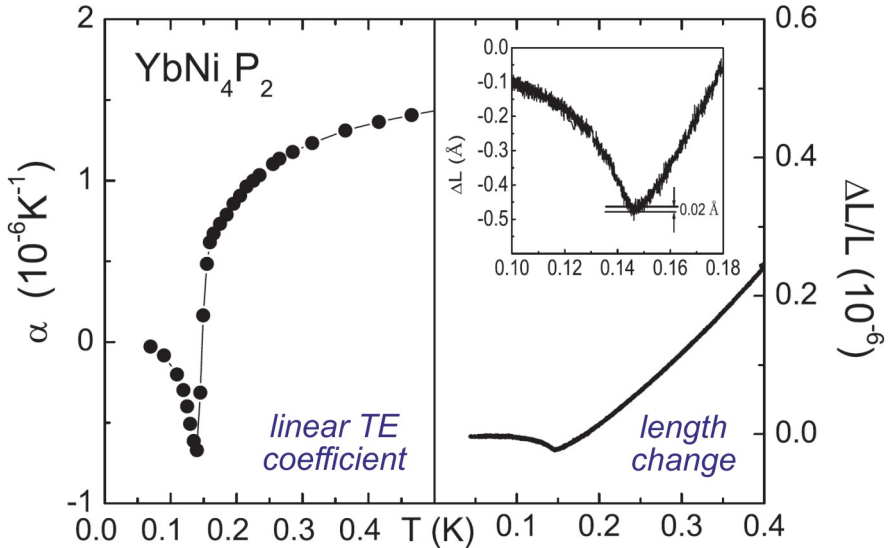 YbNi₄P₂
α (10⁻⁶K⁻¹)
2
1
0
-1
linear TE
coefficient
0.0 0.1 0.2 0.3 0.4 T (K) 0.1 0.2 0.3 0.4
ΔL (Å)
0.0
-0.1
-0.2
-0.3
-0.4
-0.5
0.02 Å
0.10 0.12 0.14 0.16 0.18
length
change
0.6
0.4
0.2
0.0
ΔL/L (10⁻⁶)